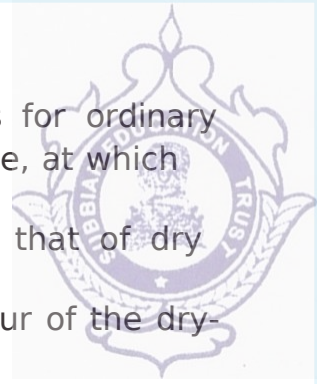 for ordinary
e, at which
that of dry
ur of the dry-
SUBBIAH EDUCATION TRUST